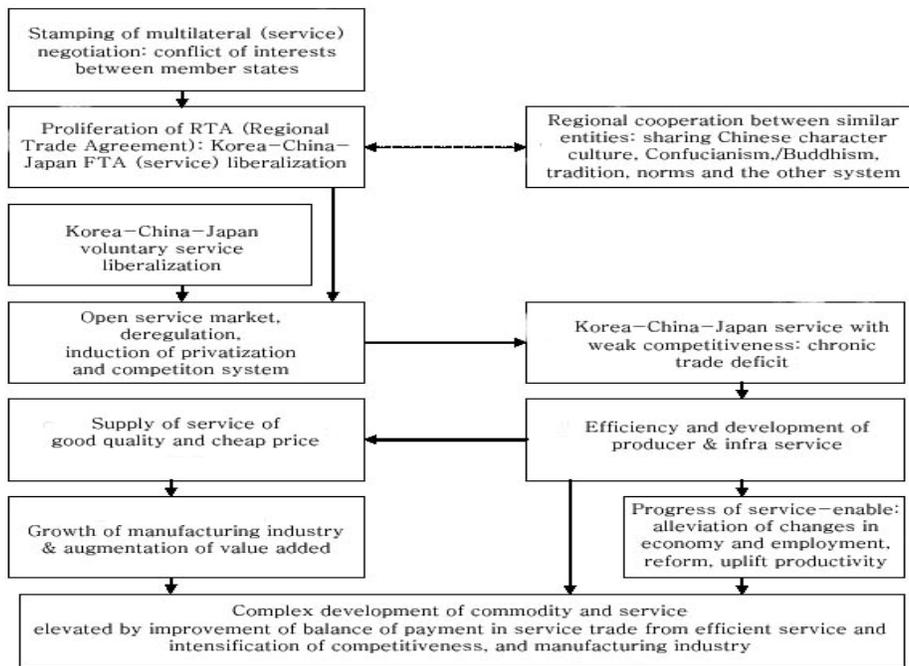 Stamping of multilateral (service)
negotiation: conflict of interests
between member states
Proliferation of RTA (Regional
Trade Agreement): Korea-China-
Japan FTA (service) liberalization
Regional cooperation between similar
entities: sharing Chinese character
culture, Confucianism,/Buddhism,
tradition, norms and the other system
Korea-China-Japan
voluntary service
liberalization
Open service market,
deregulation,
induction of privatization
and competiton system
Korea-China-Japan service with
weak competitiveness: chronic
trade deficit
Supply of service of
good quality and cheap price
Efficiency and development of
producer & infra service
Growth of manufacturing industry
& augmentation of value added
Progress of service-enable:
alleviation of changes in
economy and employment,
reform, uplift productivity
Complex development of commodity and service
elevated by improvement of balance of payment in service trade from efficient service and
intensification of competitiveness, and manufacturing industry